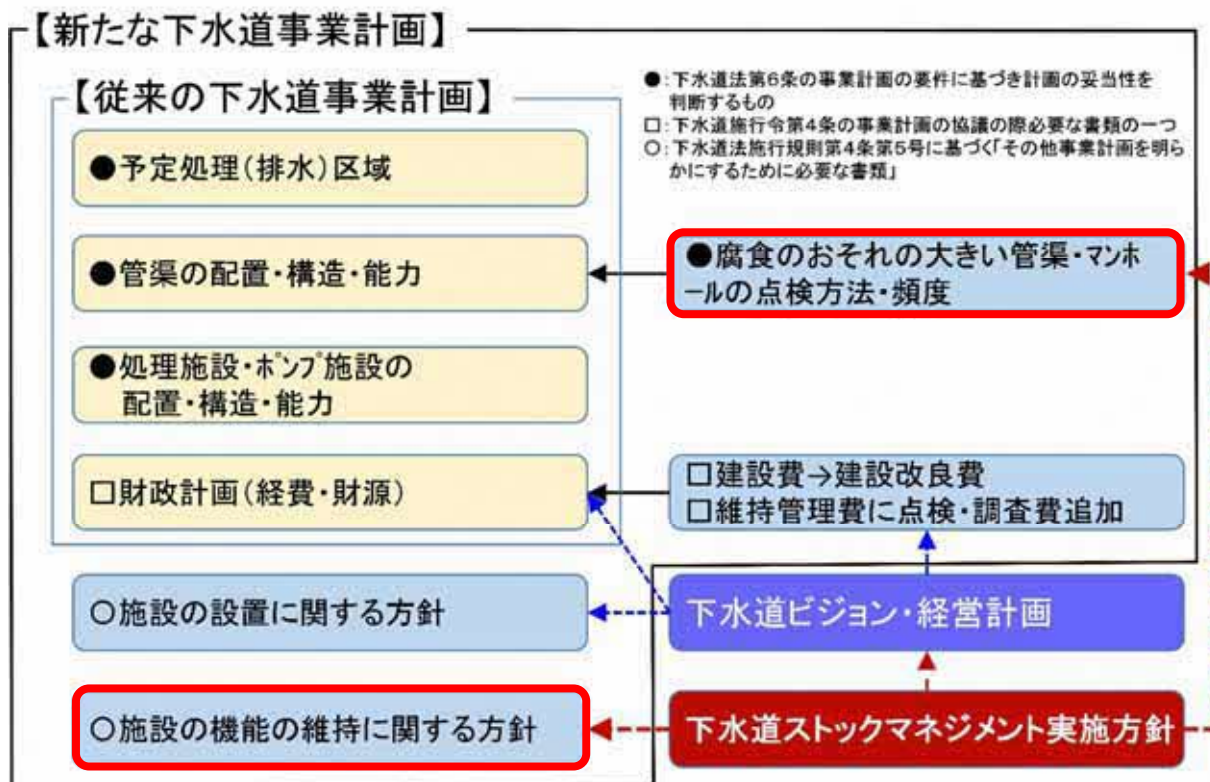 【新たな下水道事業計画】
【従来の下水道事業計画】
●:下水道法第6条の事業計画の要件に基づき計画の妥当性を
判断するもの
□:下水道施行令第4条の事業計画の協議の際必要な書類の一つ
○:下水道法施行規則第4条第5号に基づく「その他事業計画を明ら
かにするために必要な書類」
●予定処理(排水)区域
●管渠の配置・構造・能力
●腐食のおそれの大きい管渠・マンホ
ールの点検方法・頻度
●処理施設・ポンプ施設の
配置・構造・能力
□財政計画(経費・財源)
□建設費→建設改良費
□維持管理費に点検・調査費追加
○施設の設置に関する方針
下水道ビジョン・経営計画
○施設の機能の維持に関する方針
下水道ストックマネジメント実施方針